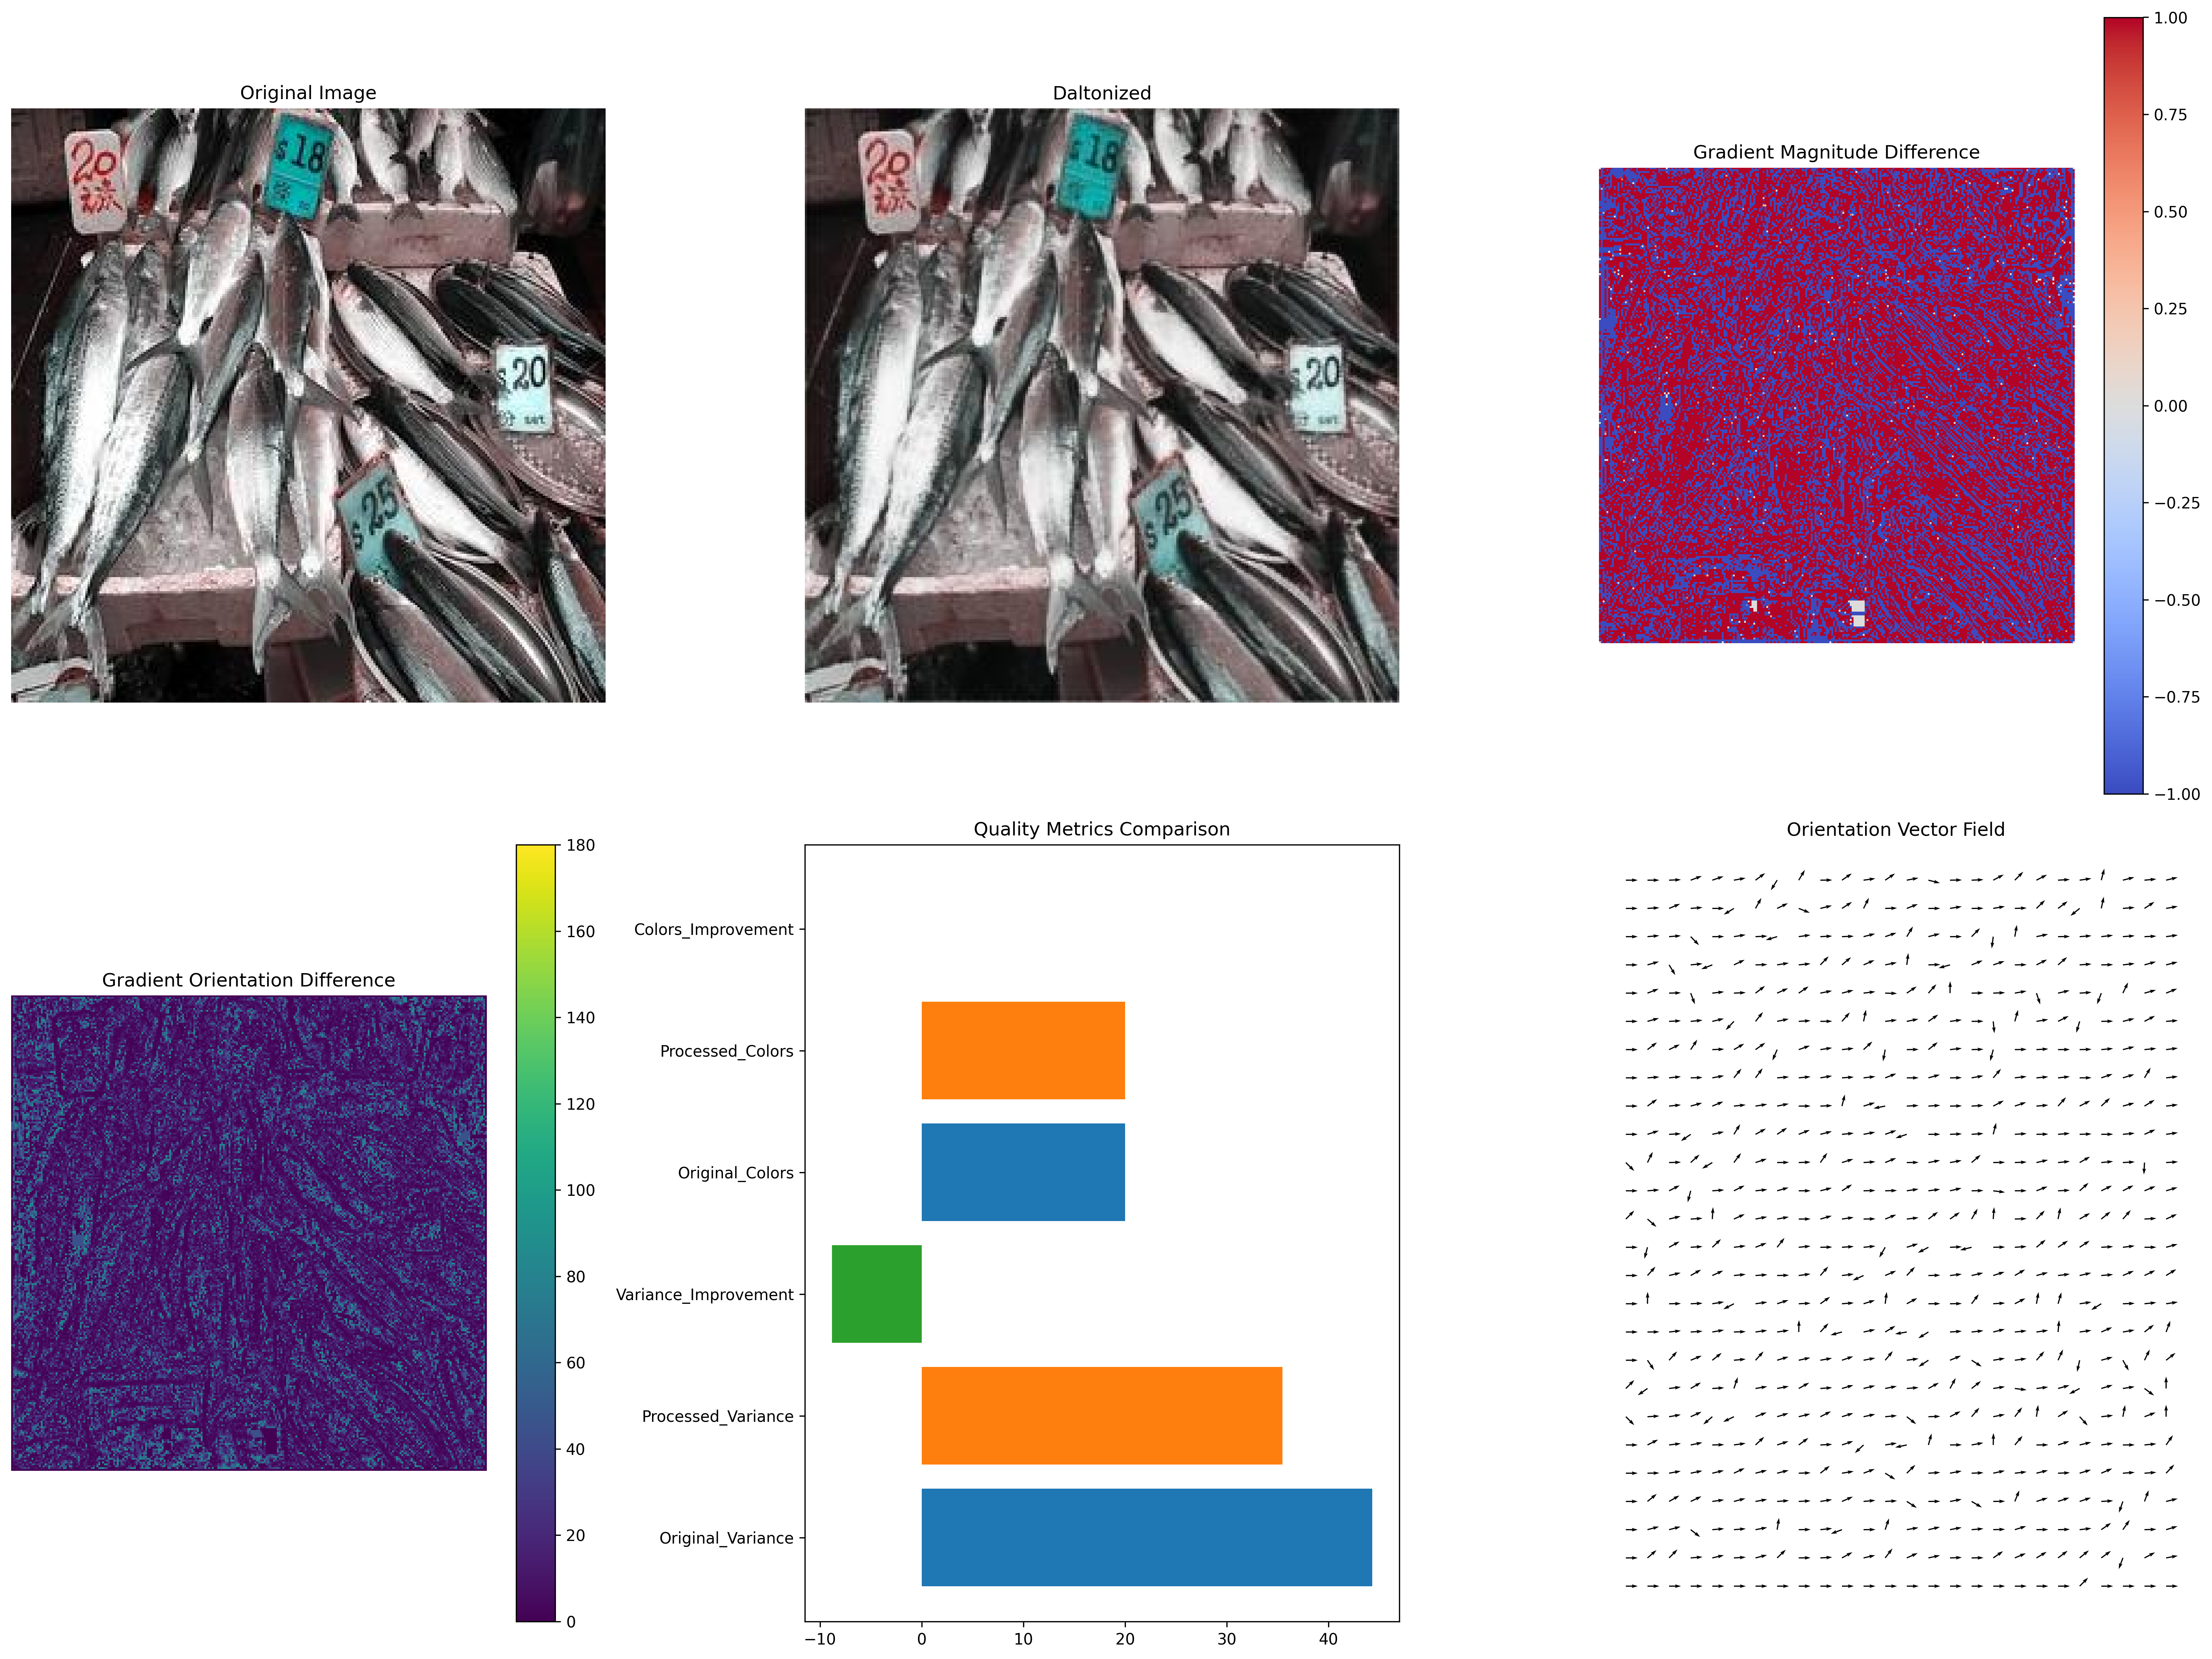 Original Image
20
$18
$20
set
$25
Daltonized
20
$18
$20
set
$25
Gradient Magnitude Difference
1.00
0.75
0.50
0.25
0.00
−0.25
−0.50
−0.75
−1.00
Gradient Orientation Difference
180
160
140
120
100
80
60
40
20
0
Quality Metrics Comparison
Colors_Improvement
Processed_Colors
Original_Colors
Variance_Improvement
Processed_Variance
Original_Variance
−10
0
10
20
30
40
Orientation Vector Field